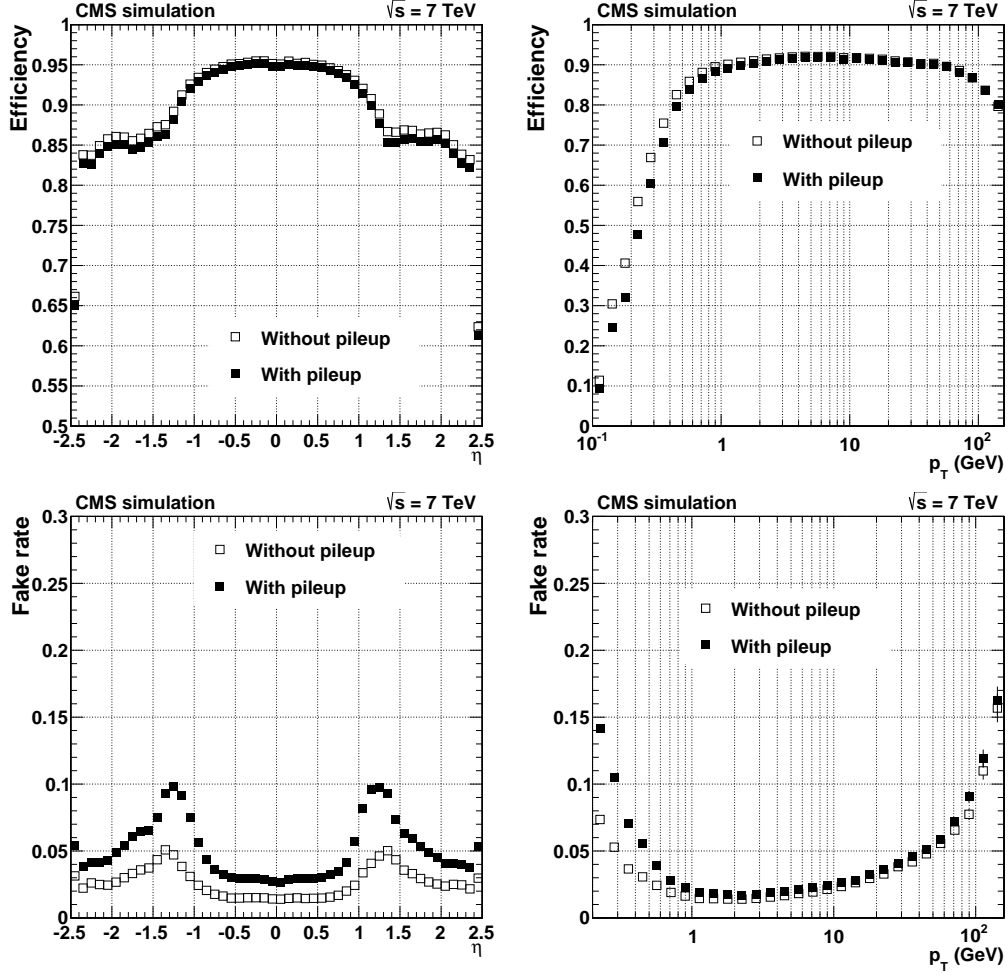 CMS simulation
√s = 7 TeV
Efficiency
1
0.95
0.9
0.85
0.8
0.75
0.7
0.65
0.6
0.55
0.5
Without pileup
With pileup
-2.5 -2 -1.5 -1 -0.5 0 0.5 1 1.5 2 2.5
η
CMS simulation
√s = 7 TeV
Efficiency
1
0.9
0.8
0.7
0.6
0.5
0.4
0.3
0.2
0.1
0
Without pileup
With pileup
10⁻¹ 1 10 10²
p_T (GeV)
CMS simulation
√s = 7 TeV
Fake rate
0.3
0.25
0.2
0.15
0.1
0.05
0
Without pileup
With pileup
-2.5 -2 -1.5 -1 -0.5 0 0.5 1 1.5 2 2.5
η
CMS simulation
√s = 7 TeV
Fake rate
0.3
0.25
0.2
0.15
0.1
0.05
0
Without pileup
With pileup
1 10 10²
p_T (GeV)